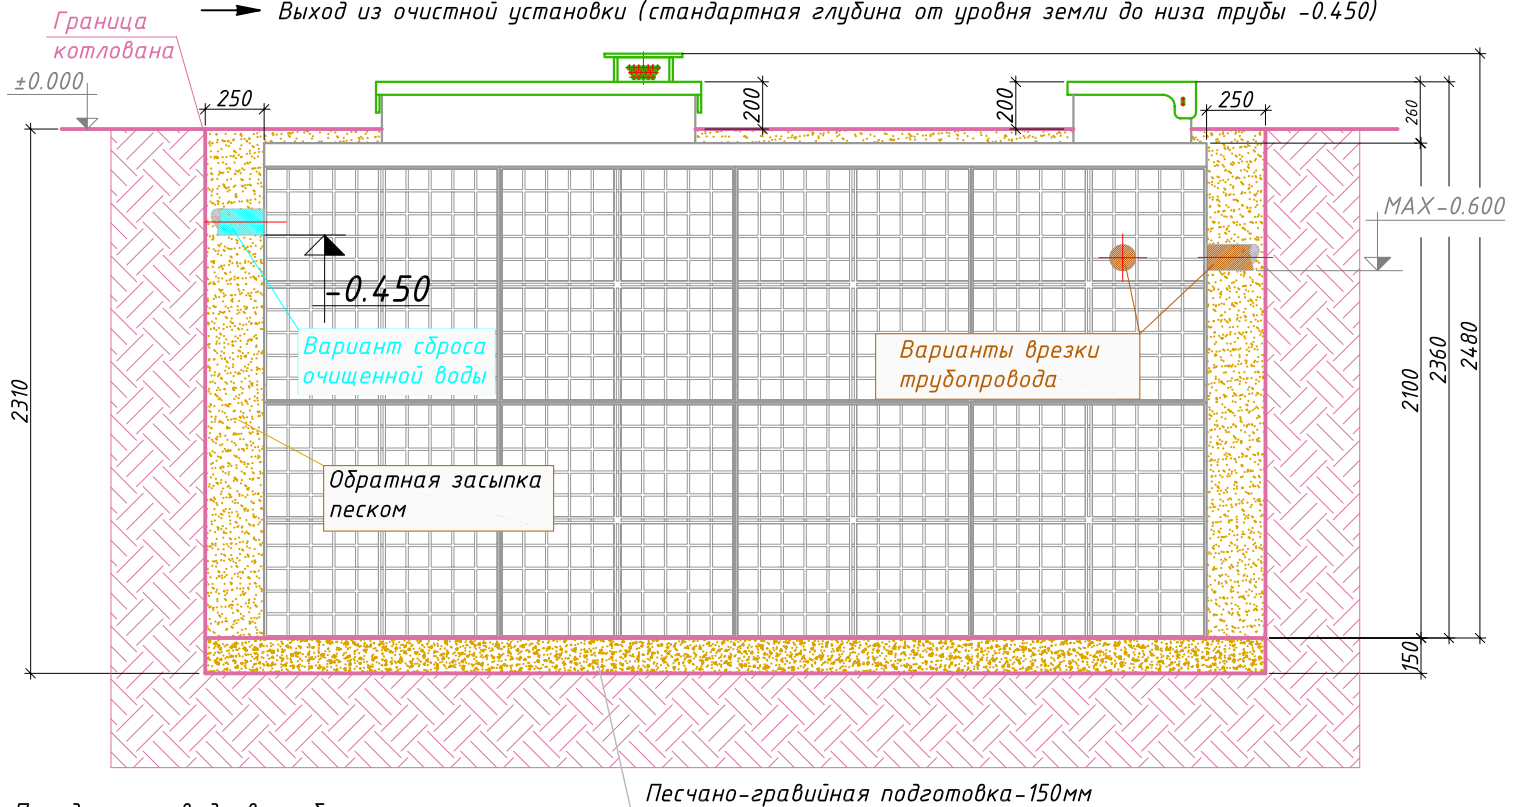 Выход из очистной установки (стандартная глубина от уровня земли до низа трубы -0.450)
Граница
котлована
±0.000
250
200
200
250
260
MAX-0.600
-0.450
Вариант сброса
очищенной воды
Варианты врезки
трубопровода
2310
2100
2360
2480
Обратная засыпка
песком
150
Песчано-гравийная подготовка-150мм